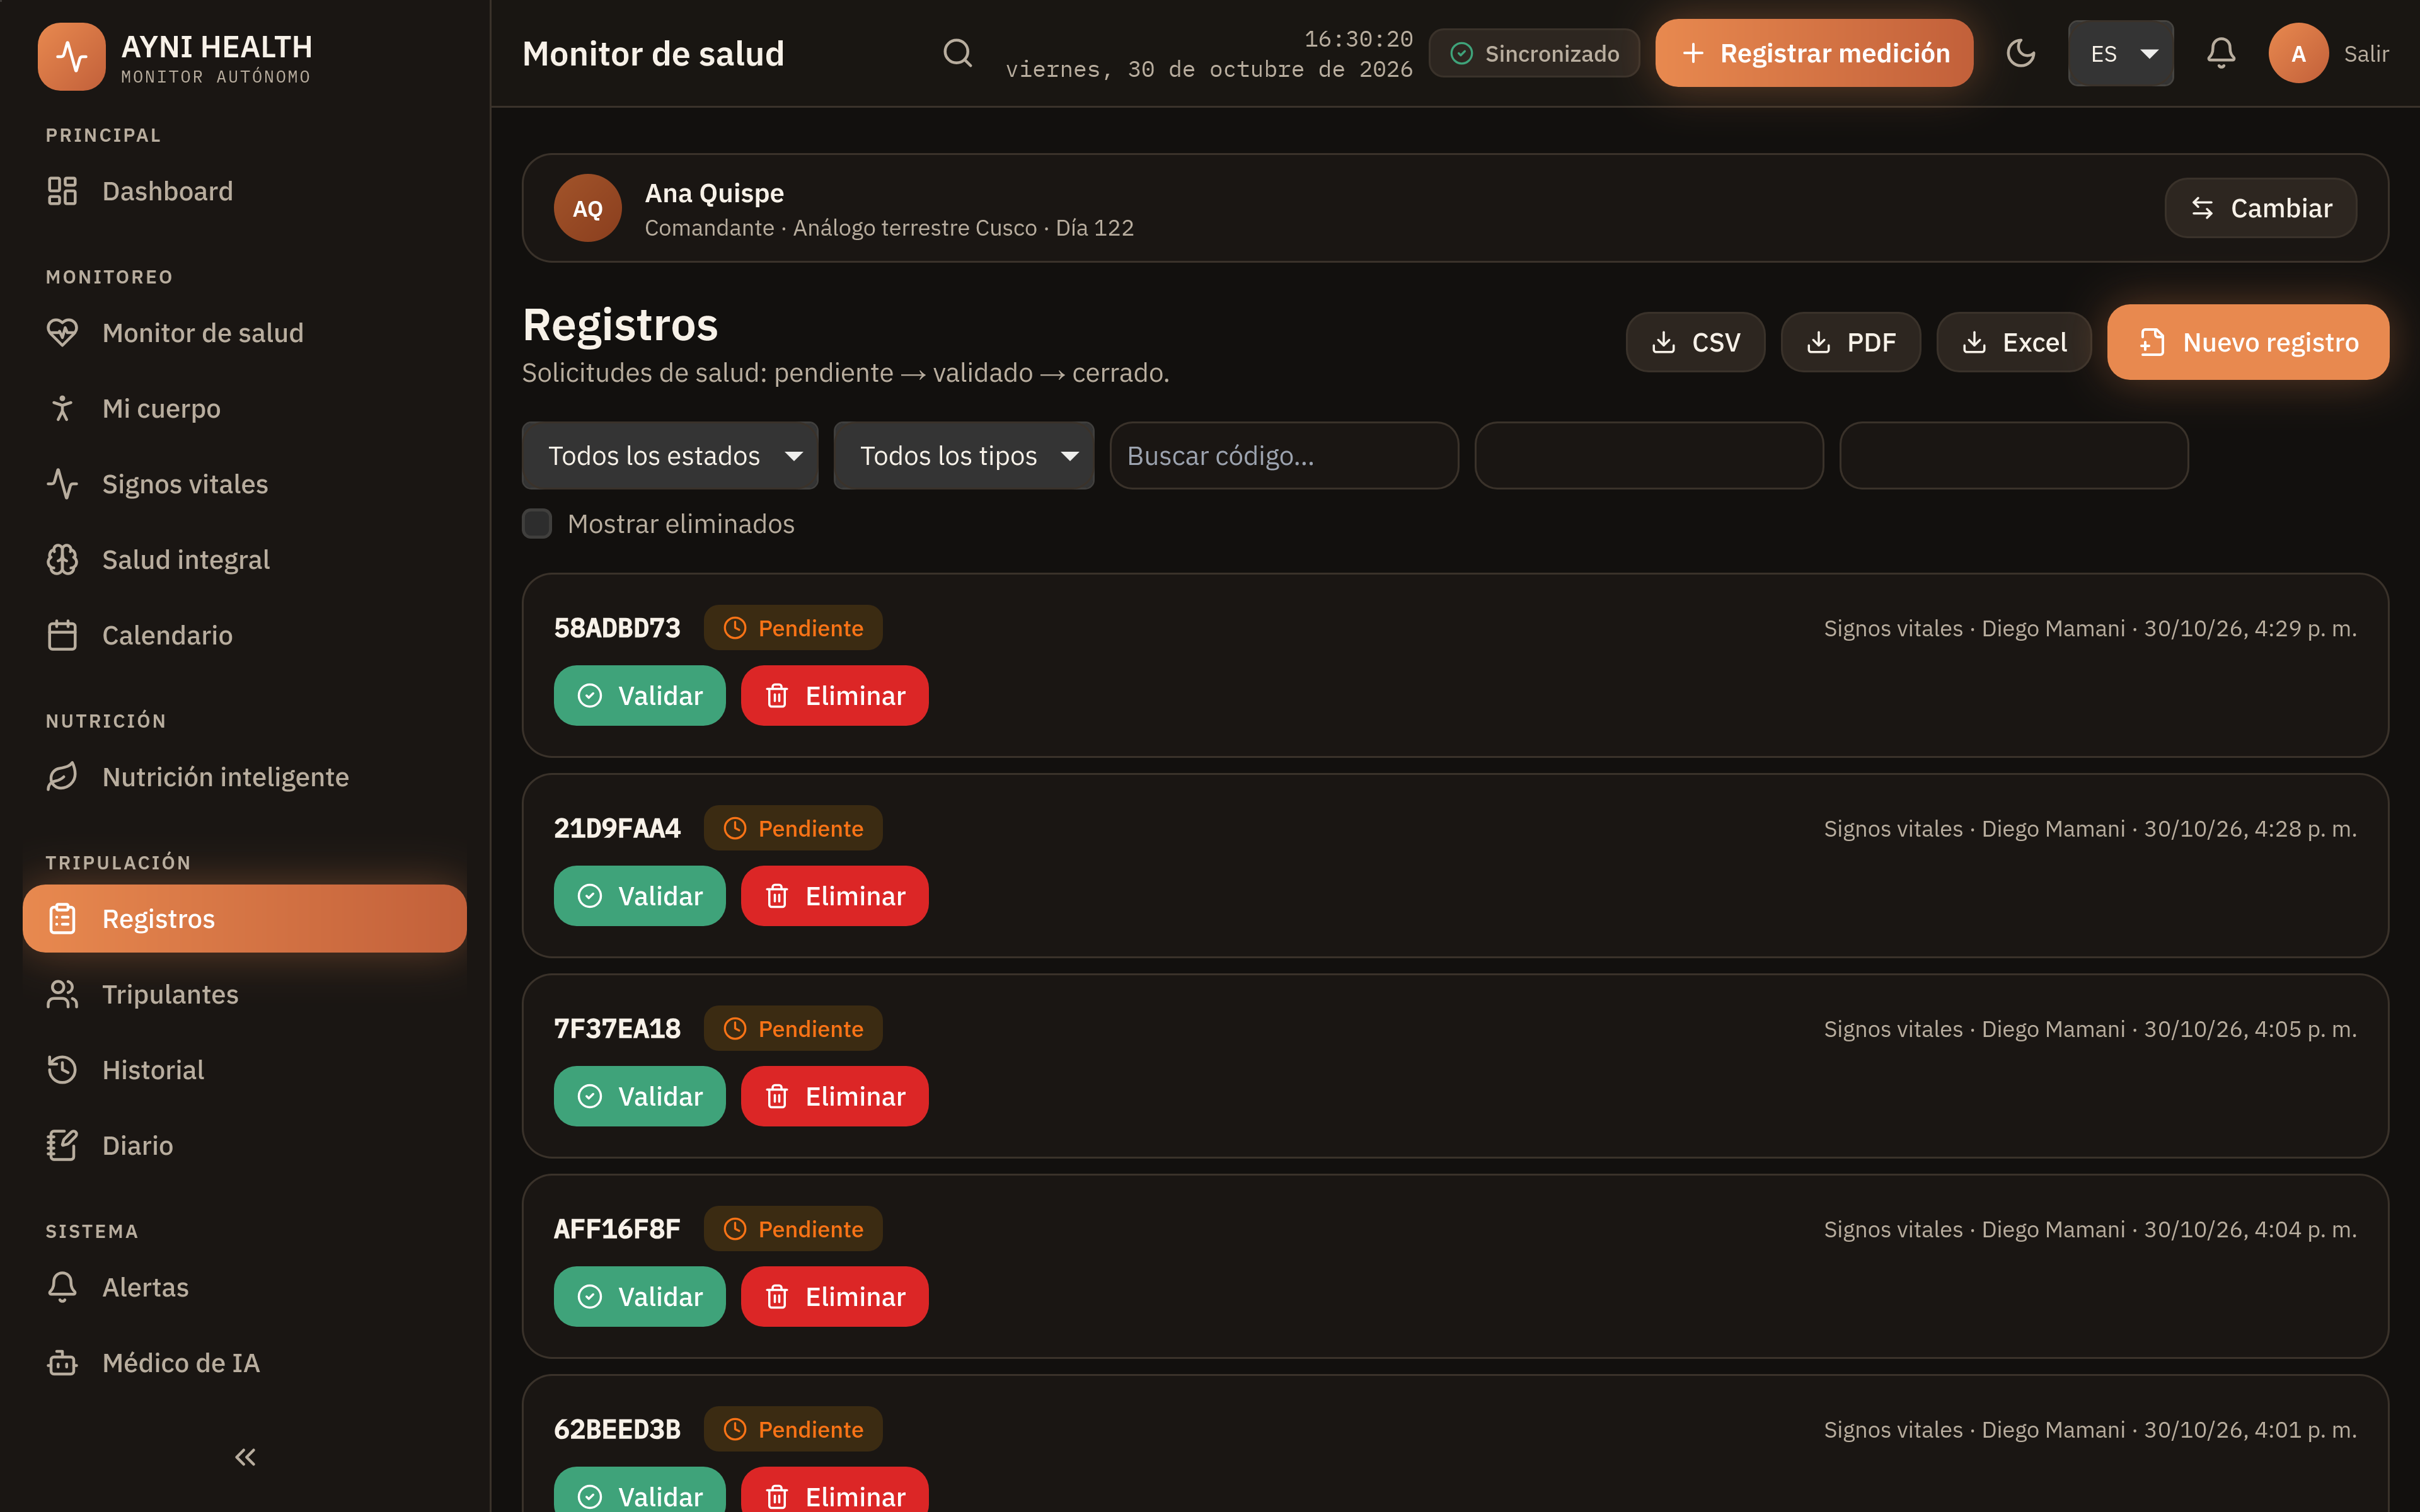 AYNI HEALTH
MONITOR AUTÓNOMO
PRINCIPAL
Dashboard
MONITOREO
Monitor de salud
Mi cuerpo
Signos vitales
Salud integral
Calendario
NUTRICIÓN
Nutrición inteligente
TRIPULACIÓN
Registros
Tripulantes
Historial
Diario
SISTEMA
Alertas
Médico de IA
Monitor de salud
16:30:20
viernes, 30 de octubre de 2026
Sincronizado
Registrar medición
ES
A
Salir
AQ
Ana Quispe
Comandante · Análogo terrestre Cusco · Día 122
Cambiar
Registros
Solicitudes de salud: pendiente → validado → cerrado.
CSV
PDF
Excel
Nuevo registro
Todos los estados
Todos los tipos
Buscar código...
Mostrar eliminados
58ADBD73 Pendiente Signos vitales · Diego Mamani · 30/10/26, 4:29 p. m.
Validar Eliminar
21D9FAA4 Pendiente Signos vitales · Diego Mamani · 30/10/26, 4:28 p. m.
Validar Eliminar
7F37EA18 Pendiente Signos vitales · Diego Mamani · 30/10/26, 4:05 p. m.
Validar Eliminar
AFF16F8F Pendiente Signos vitales · Diego Mamani · 30/10/26, 4:04 p. m.
Validar Eliminar
62BEED3B Pendiente Signos vitales · Diego Mamani · 30/10/26, 4:01 p. m.
Validar Eliminar